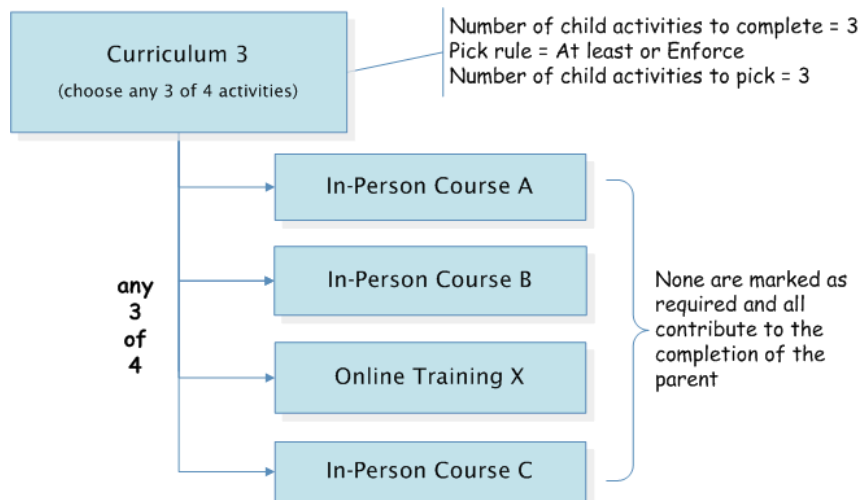 Curriculum 3
(choose any 3 of 4 activities)
Number of child activities to complete = 3
Pick rule = At least or Enforce
Number of child activities to pick = 3
In-Person Course A
In-Person Course B
Online Training X
In-Person Course C
any
3
of
4
None are marked as
required and all
contribute to the
completion of the
parent